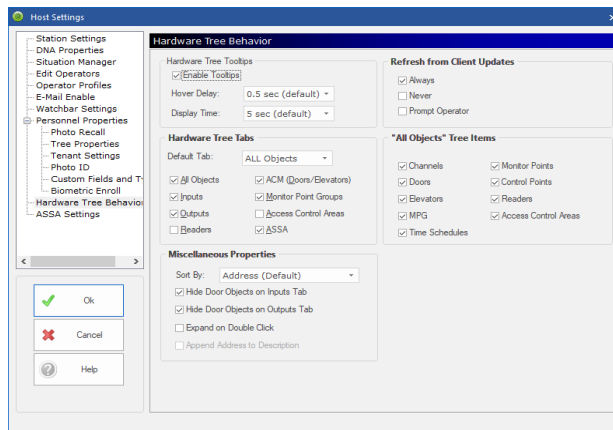 Host Settings
Station Settings
DNA Properties
Situation Manager
Edit Operators
Operator Profiles
E-Mail Enable
Watchbar Settings
Personnel Properties
Photo Recall
Tree Properties
Tenant Settings
Photo ID
Custom Fields and Ty
Biometric Enroll
Hardware Tree Behavior
ASSA Settings
Ok
Cancel
Help
Hardware Tree Behavior
Hardware Tree Tooltips
Enable Tooltips
Hover Delay: 0.5 sec (default)
Display Time: 5 sec (default)
Refresh from Client Updates
Always
Never
Prompt Operator
Hardware Tree Tabs
Default Tab: ALL Objects
All Objects ACM (Doors/Elevators)
Inputs Monitor Point Groups
Outputs Access Control Areas
Readers ASSA
"All Objects" Tree Items
Channels Monitor Points
Doors Control Points
Elevators Readers
MPG Access Control Areas
Time Schedules
Miscellaneous Properties
Sort By: Address (Default)
Hide Door Objects on Inputs Tab
Hide Door Objects on Outputs Tab
Expand on Double Click
Append Address to Description